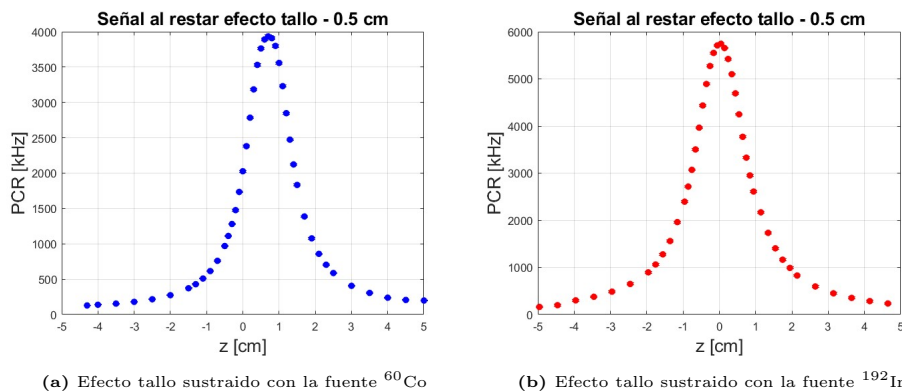 Señal al restar efecto tallo - 0.5 cm
4000
3500
3000
2500
2000
1500
1000
500
0
PCR [kHz]
-5 -4 -3 -2 -1 0 1 2 3 4 5
z [cm]
(a) Efecto tallo sustraido con la fuente ⁶⁰Co
Señal al restar efecto tallo - 0.5 cm
6000
5000
4000
3000
2000
1000
0
PCR [kHz]
-5 -4 -3 -2 -1 0 1 2 3 4 5
z [cm]
(b) Efecto tallo sustraido con la fuente ¹⁹²Ir